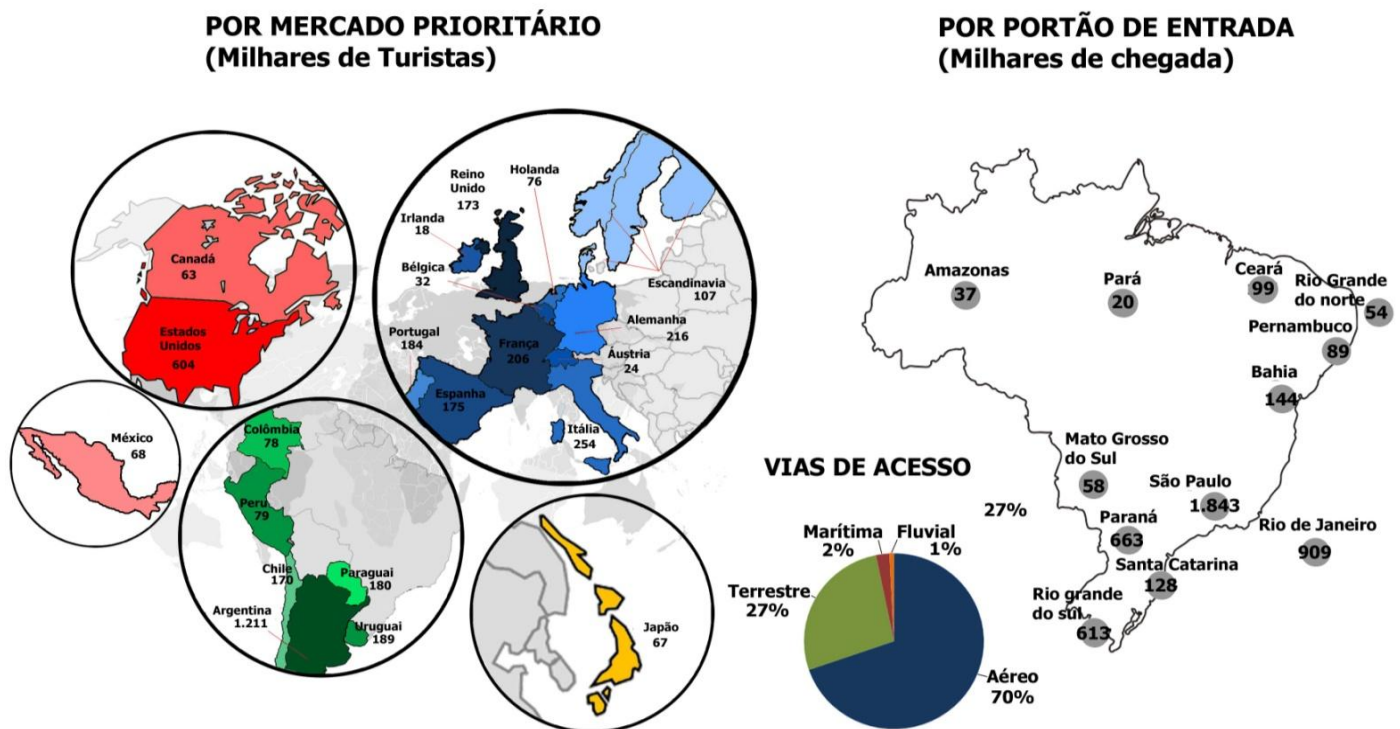 POR MERCADO PRIORITÁRIO
(Milhares de Turistas)
Canadá
63
Estados
Unidos
604
México
68
Reino
Unido
173
Holanda
76
Irlanda
18
Bélgica
32
Escandinavia
107
Portugal
184
Alemanha
216
França
206
Áustria
24
Espanha
175
Itália
254
Colômbia
78
Peru
79
Chile
170
Paraguai
180
Argentina
1.211
Uruguai
189
Japão
67
POR PORTÃO DE ENTRADA
(Milhares de chegada)
Amazonas
37
Pará
20
Ceará
99
Rio Grande
do norte
54
Pernambuco
89
Bahia
144
Mato Grosso
do Sul
58
São Paulo
1.843
Paraná
663
Rio de Janeiro
909
Santa Catarina
128
Rio grande
do sul
613
VIAS DE ACESSO
27%
Marítima
2%
Fluvial
1%
Terrestre
27%
Aéreo
70%